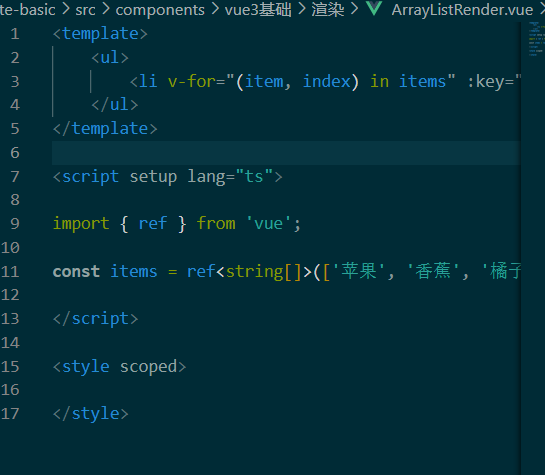 te-basic > src > components > vue3基础 > 渲染 > ArrayListRender.vue >
1 <template>
2 <ul>
3 <li v-for="(item, index) in items" :key="
4 </ul>
5 </template>
6
7 <script setup lang="ts">
8
9 import { ref } from 'vue';
10
11 const items = ref<string[]>(['苹果', '香蕉', '橘子
12
13 </script>
14
15 <style scoped>
16
17 </style>